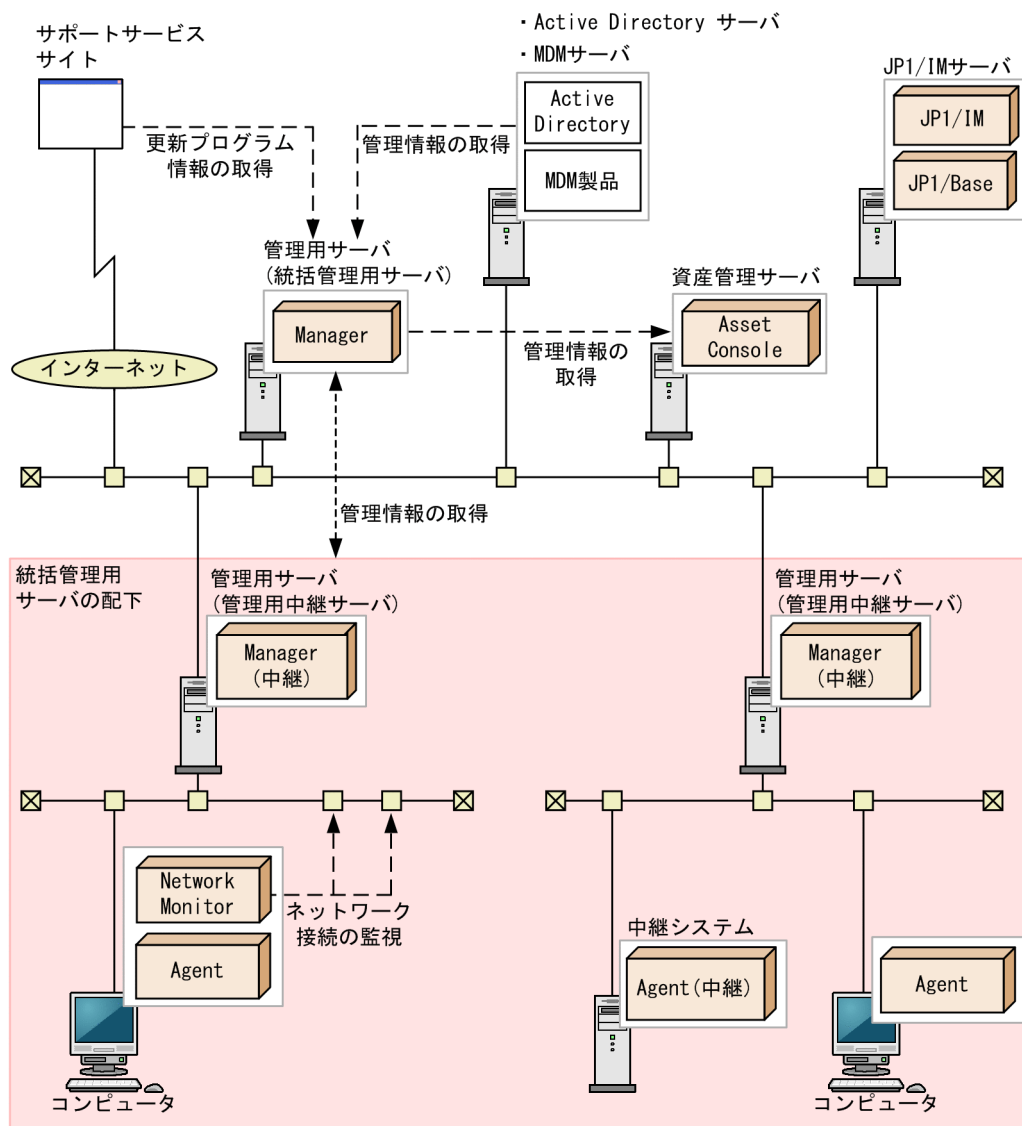 サポートサービス
サイト
・Active Directory サーバ
・MDMサーバ
Active
Directory
MDM製品
JP1/IMサーバ
JP1/IM
JP1/Base
更新プログラム
情報の取得
管理情報の取得
管理用サーバ
(統括管理用サーバ)
Manager
資産管理サーバ
Asset
Console
管理情報の
取得
インターネット
管理情報の取得
統括管理用
サーバの配下
管理用サーバ
(管理用中継サーバ)
Manager
(中継)
管理用サーバ
(管理用中継サーバ)
Manager
(中継)
Network
Monitor
Agent
ネットワーク
接続の監視
コンピュータ
中継システム
Agent(中継)
Agent
コンピュータ